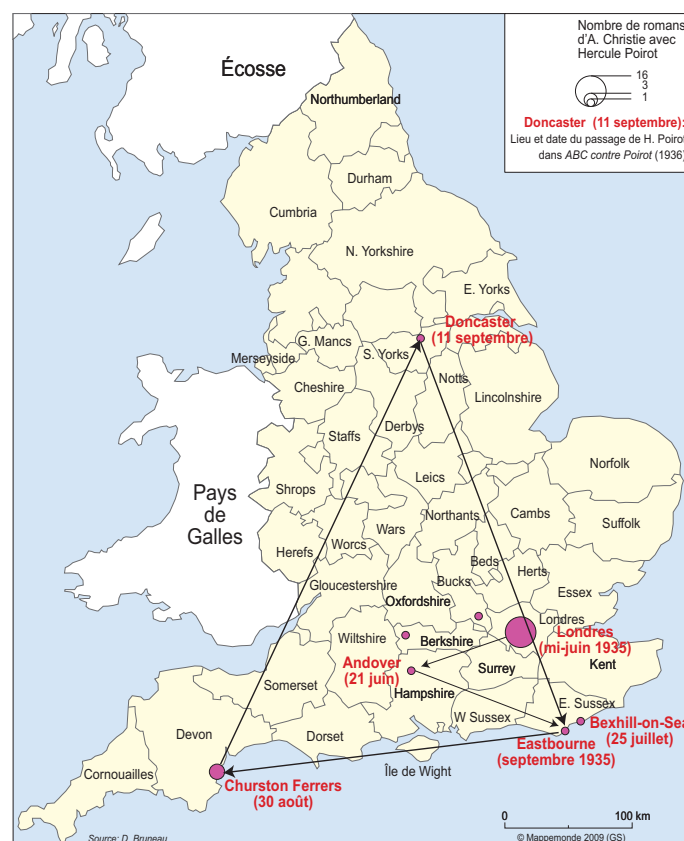 Nombre de romans
d'A. Christie avec
Hercule Poirot
16
3
1
Doncaster (11 septembre):
Lieu et date du passage de H. Poirot
dans ABC contre Poirot (1936)
Écosse
Northumberland
Durham
Cumbria
N. Yorkshire
E. Yorks
Doncaster
(11 septembre)
G. Mancs
S. Yorks
Merseyside
Notts
Cheshire
Lincolnshire
Derbys
Staffs
Norfolk
Leics
Pays
de
Galles
Shrops
Northants
Cambs
Suffolk
Wars
Worcs
Herefs
Beds
Herts
Bucks
Gloucestershire
Essex
Oxfordshire
Londres
Londres
(mi-juin 1935)
Wiltshire
Berkshire
Kent
Andover
(21 juin)
Surrey
Somerset
Hampshire
E. Sussex
W Sussex
Bexhill-on-Sea
(25 juillet)
Devon
Dorset
Eastbourne
(septembre 1935)
Île de Wight
Cornouailles
Churston Ferrers
(30 août)
0
100 km
Source: D. Bruneau
© Mappemonde 2009 (GS)